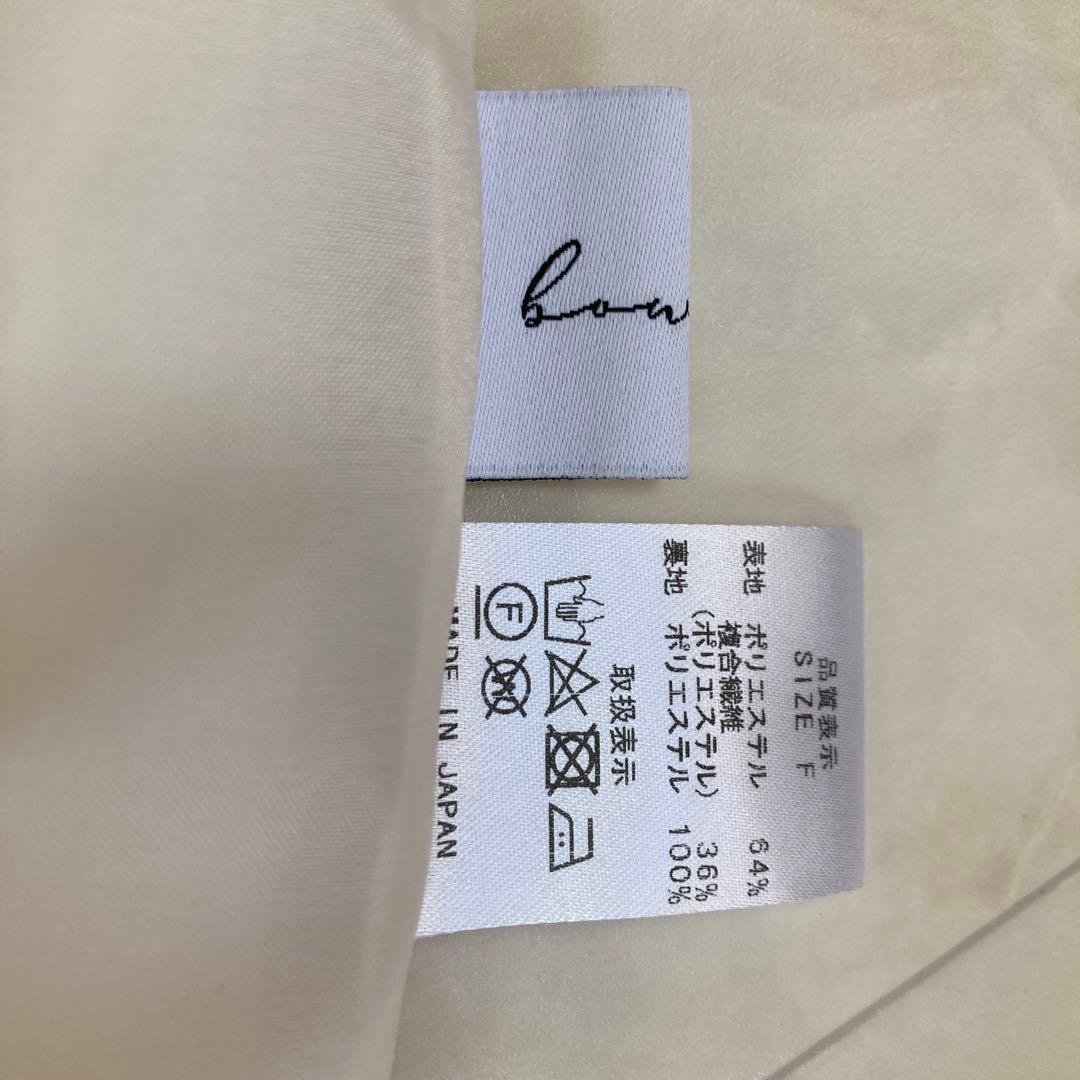 bon
品質表示
SIZE F
表地 ポリエステル 64%
複合繊維
(ポリエステル) 36%
裏地 ポリエステル 100%
取扱表示
F
W
MADE IN JAPAN